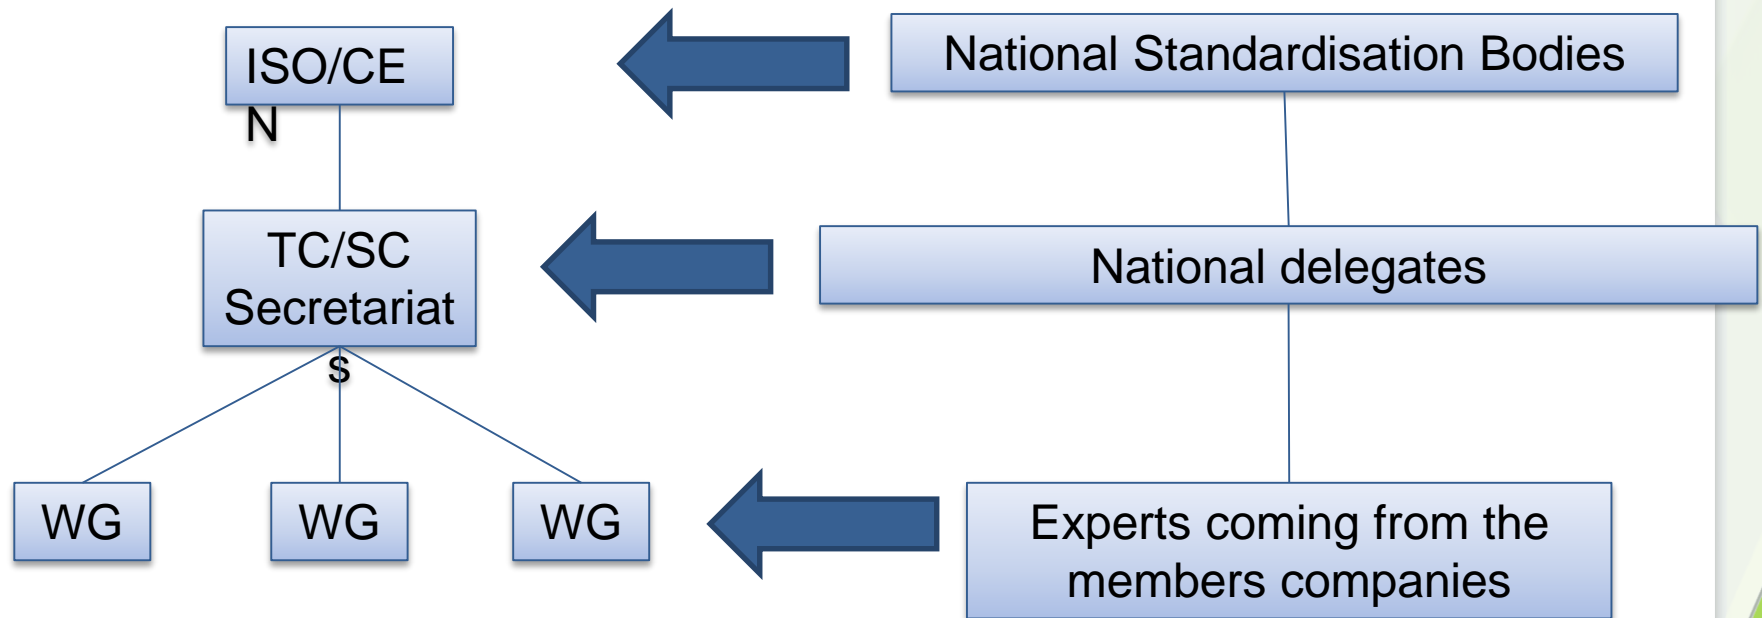 ISO/CE
N
National Standardisation Bodies
TC/SC
Secretariat
s
National delegates
WG
WG
WG
Experts coming from the
members companies